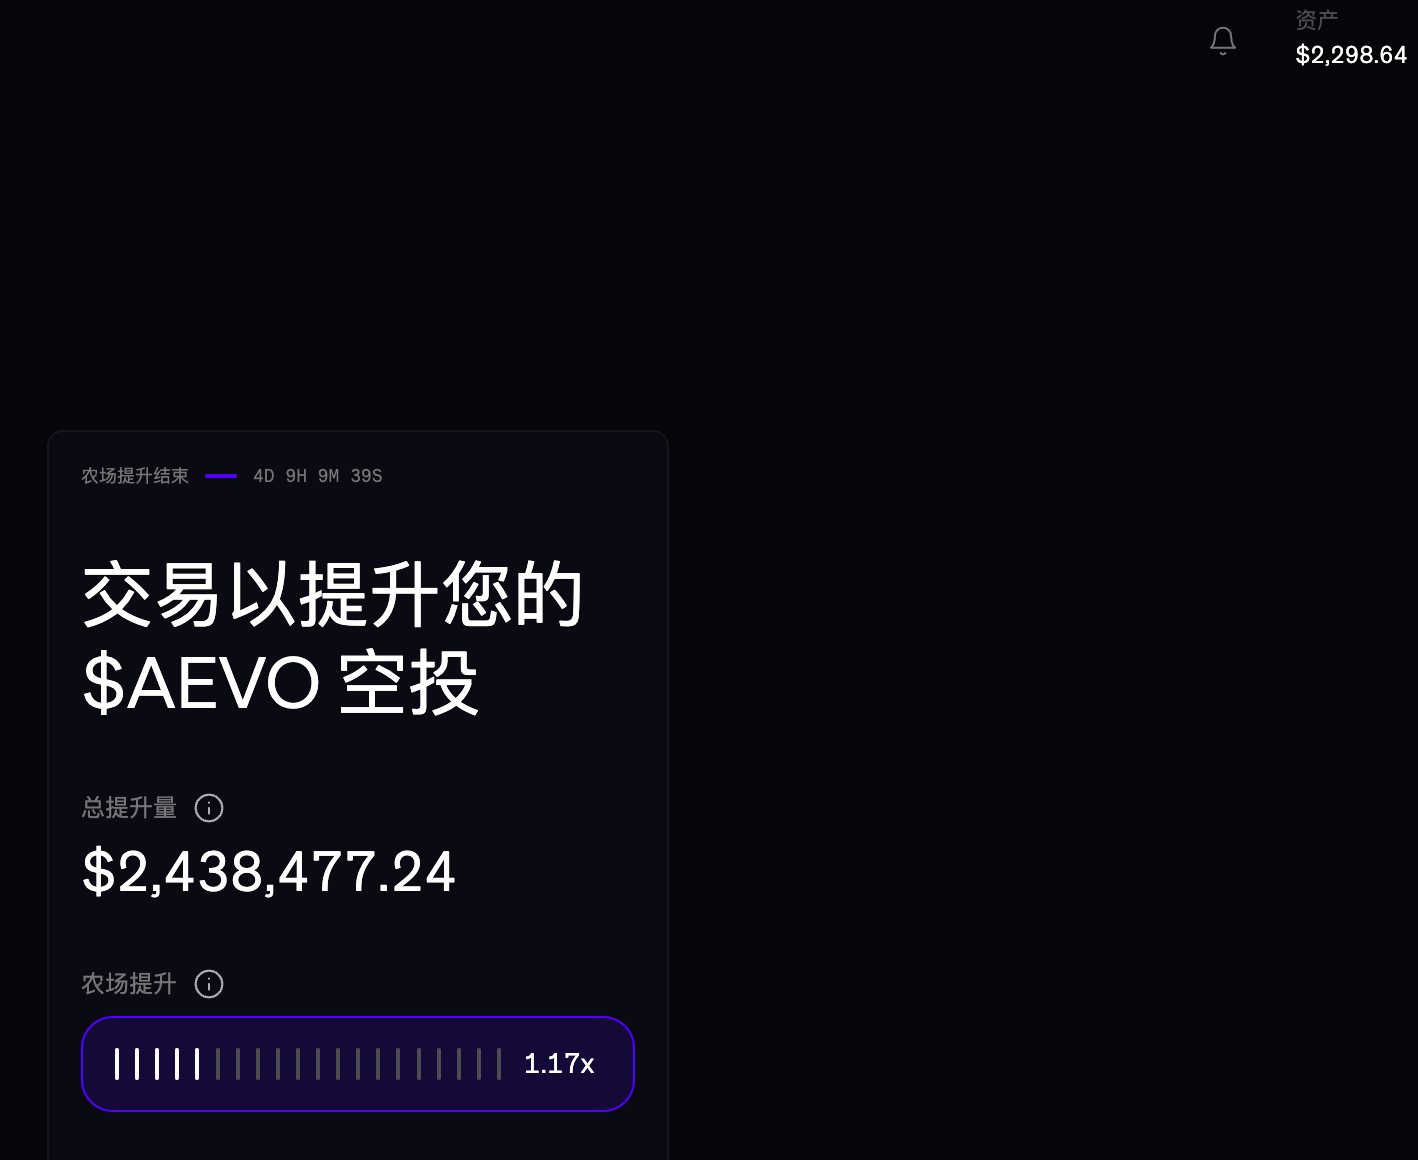 资产
$2,298.64
农场提升结束 4D 9H 9M 39S
交易以提升您的
$AEVO 空投
总提升量
$2,438,477.24
农场提升
1.17x